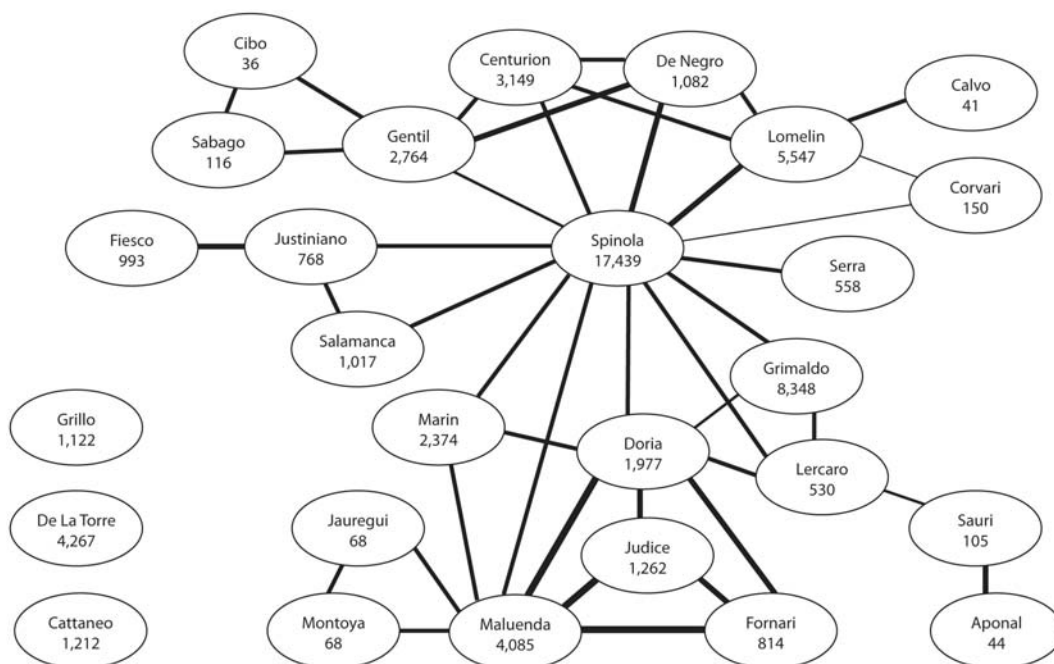 Cibo
36
Centurion
3,149
De Negro
1,082
Calvo
41
Sabago
116
Gentil
2,764
Lomelin
5,547
Corvari
150
Fiesco
993
Justiniano
768
Spinola
17,439
Serra
558
Salamanca
1,017
Grimaldo
8,348
Grillo
1,122
Marin
2,374
Doria
1,977
Lercaro
530
De La Torre
4,267
Jauregui
68
Judice
1,262
Sauri
105
Cattaneo
1,212
Montoya
68
Maluenda
4,085
Fornari
814
Aponal
44